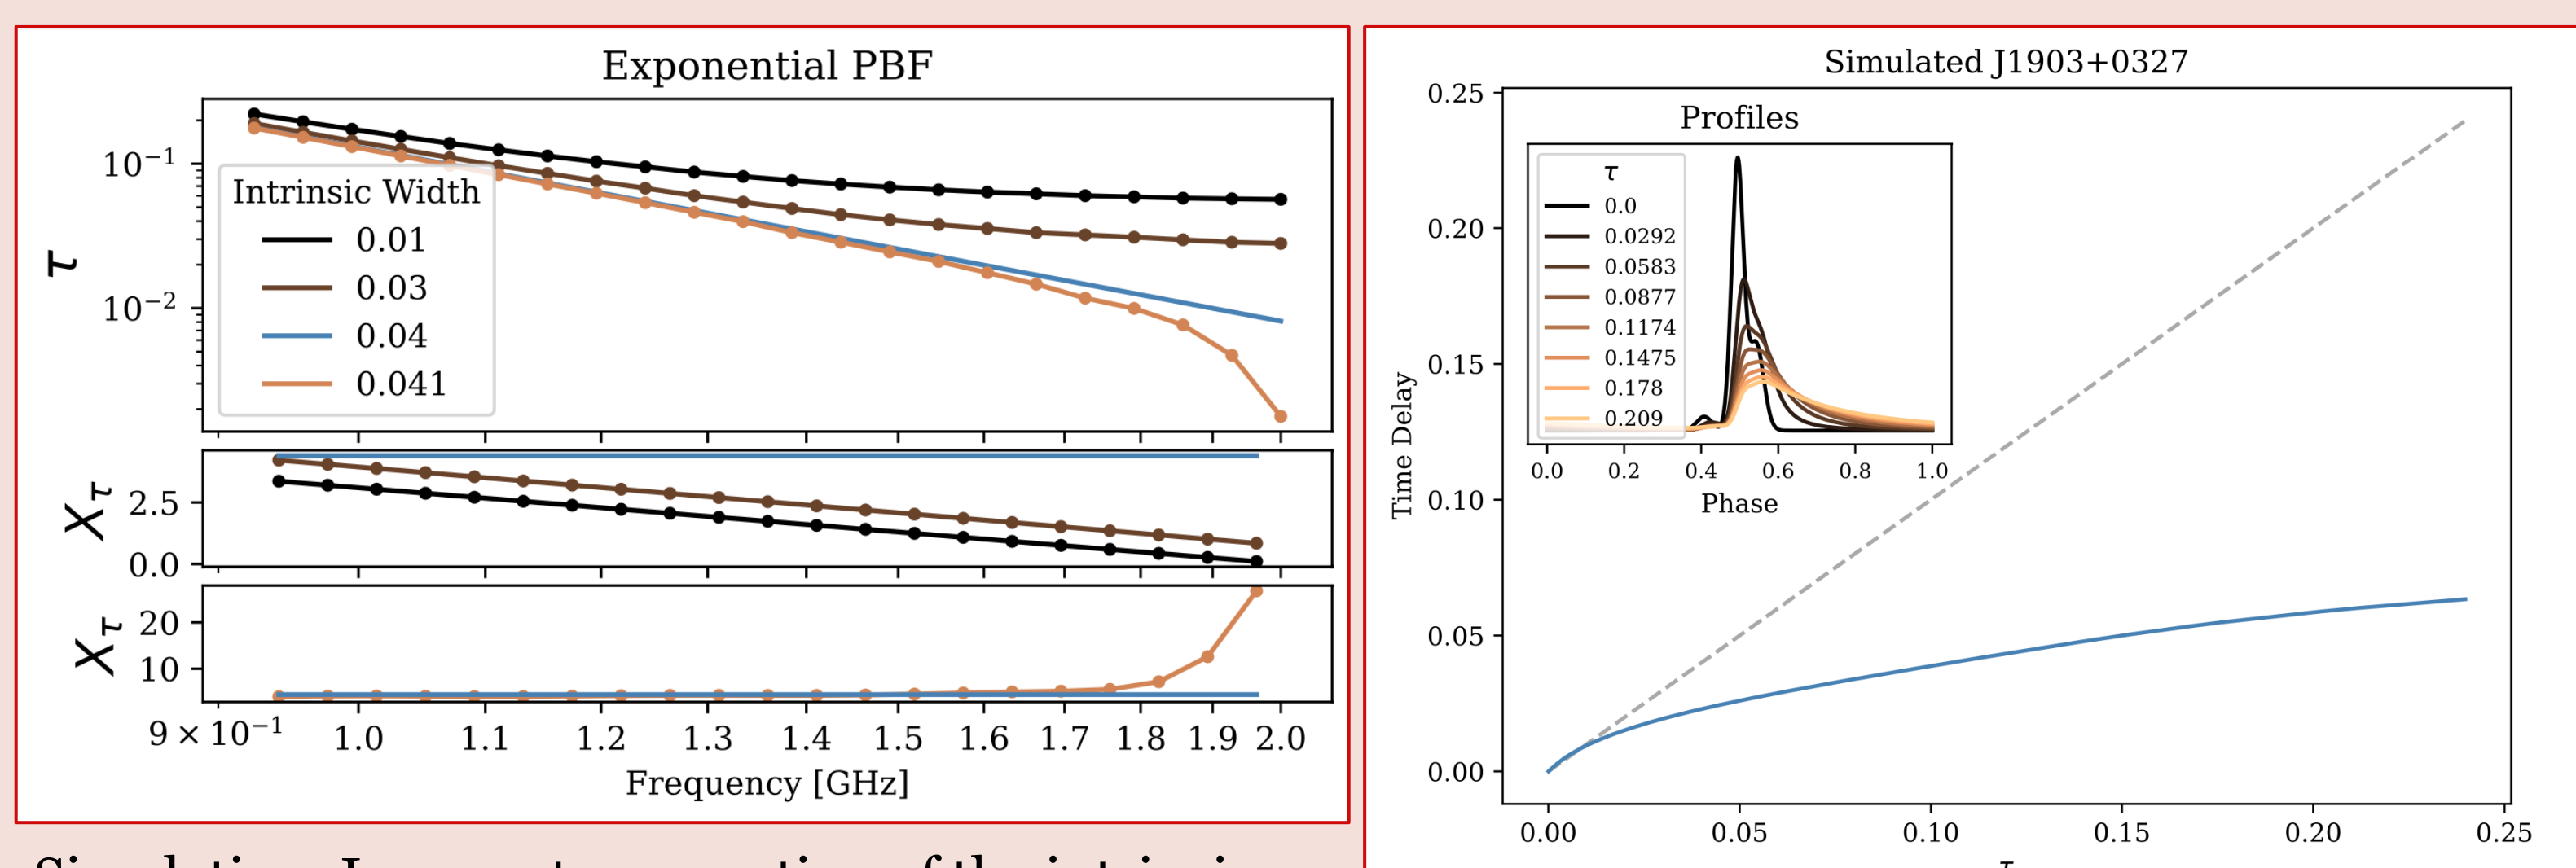 Exponential PBF
10⁻¹
10⁻²
τ
Intrinsic Width
0.01
0.03
0.04
0.041
2.5
0.0
Xτ
20
10
Xτ
9 × 10⁻¹ 1.0 1.1 1.2 1.3 1.4 1.5 1.6 1.7 1.8 1.9 2.0
Frequency [GHz]
Simulated J1903+0327
0.25
0.20
0.15
0.10
0.05
0.00
Time Delay
Profiles
τ
0.0
0.0292
0.0583
0.0877
0.1174
0.1475
0.178
0.209
0.0 0.2 0.4 0.6 0.8 1.0
Phase
0.00 0.05 0.10 0.15 0.20 0.25
τ